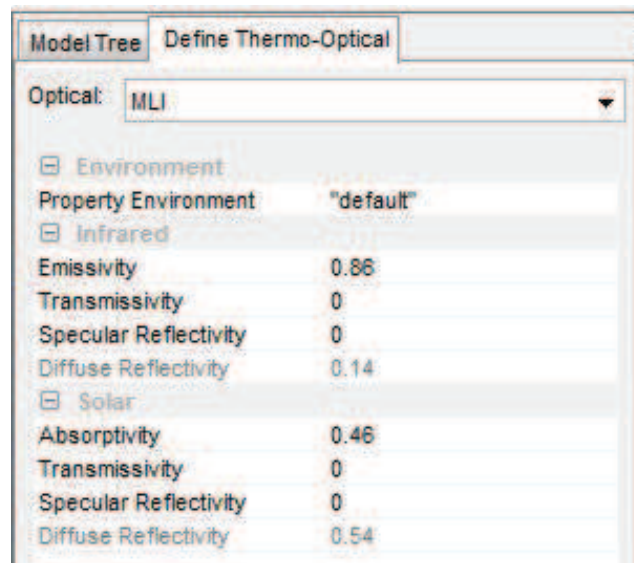 Model Tree Define Thermo-Optical
Optical: MLI
Environment
Property Environment "default"
Infrared
Emissivity 0.86
Transmissivity 0
Specular Reflectivity 0
Diffuse Reflectivity 0.14
Solar
Absorptivity 0.46
Transmissivity 0
Specular Reflectivity 0
Diffuse Reflectivity 0.54